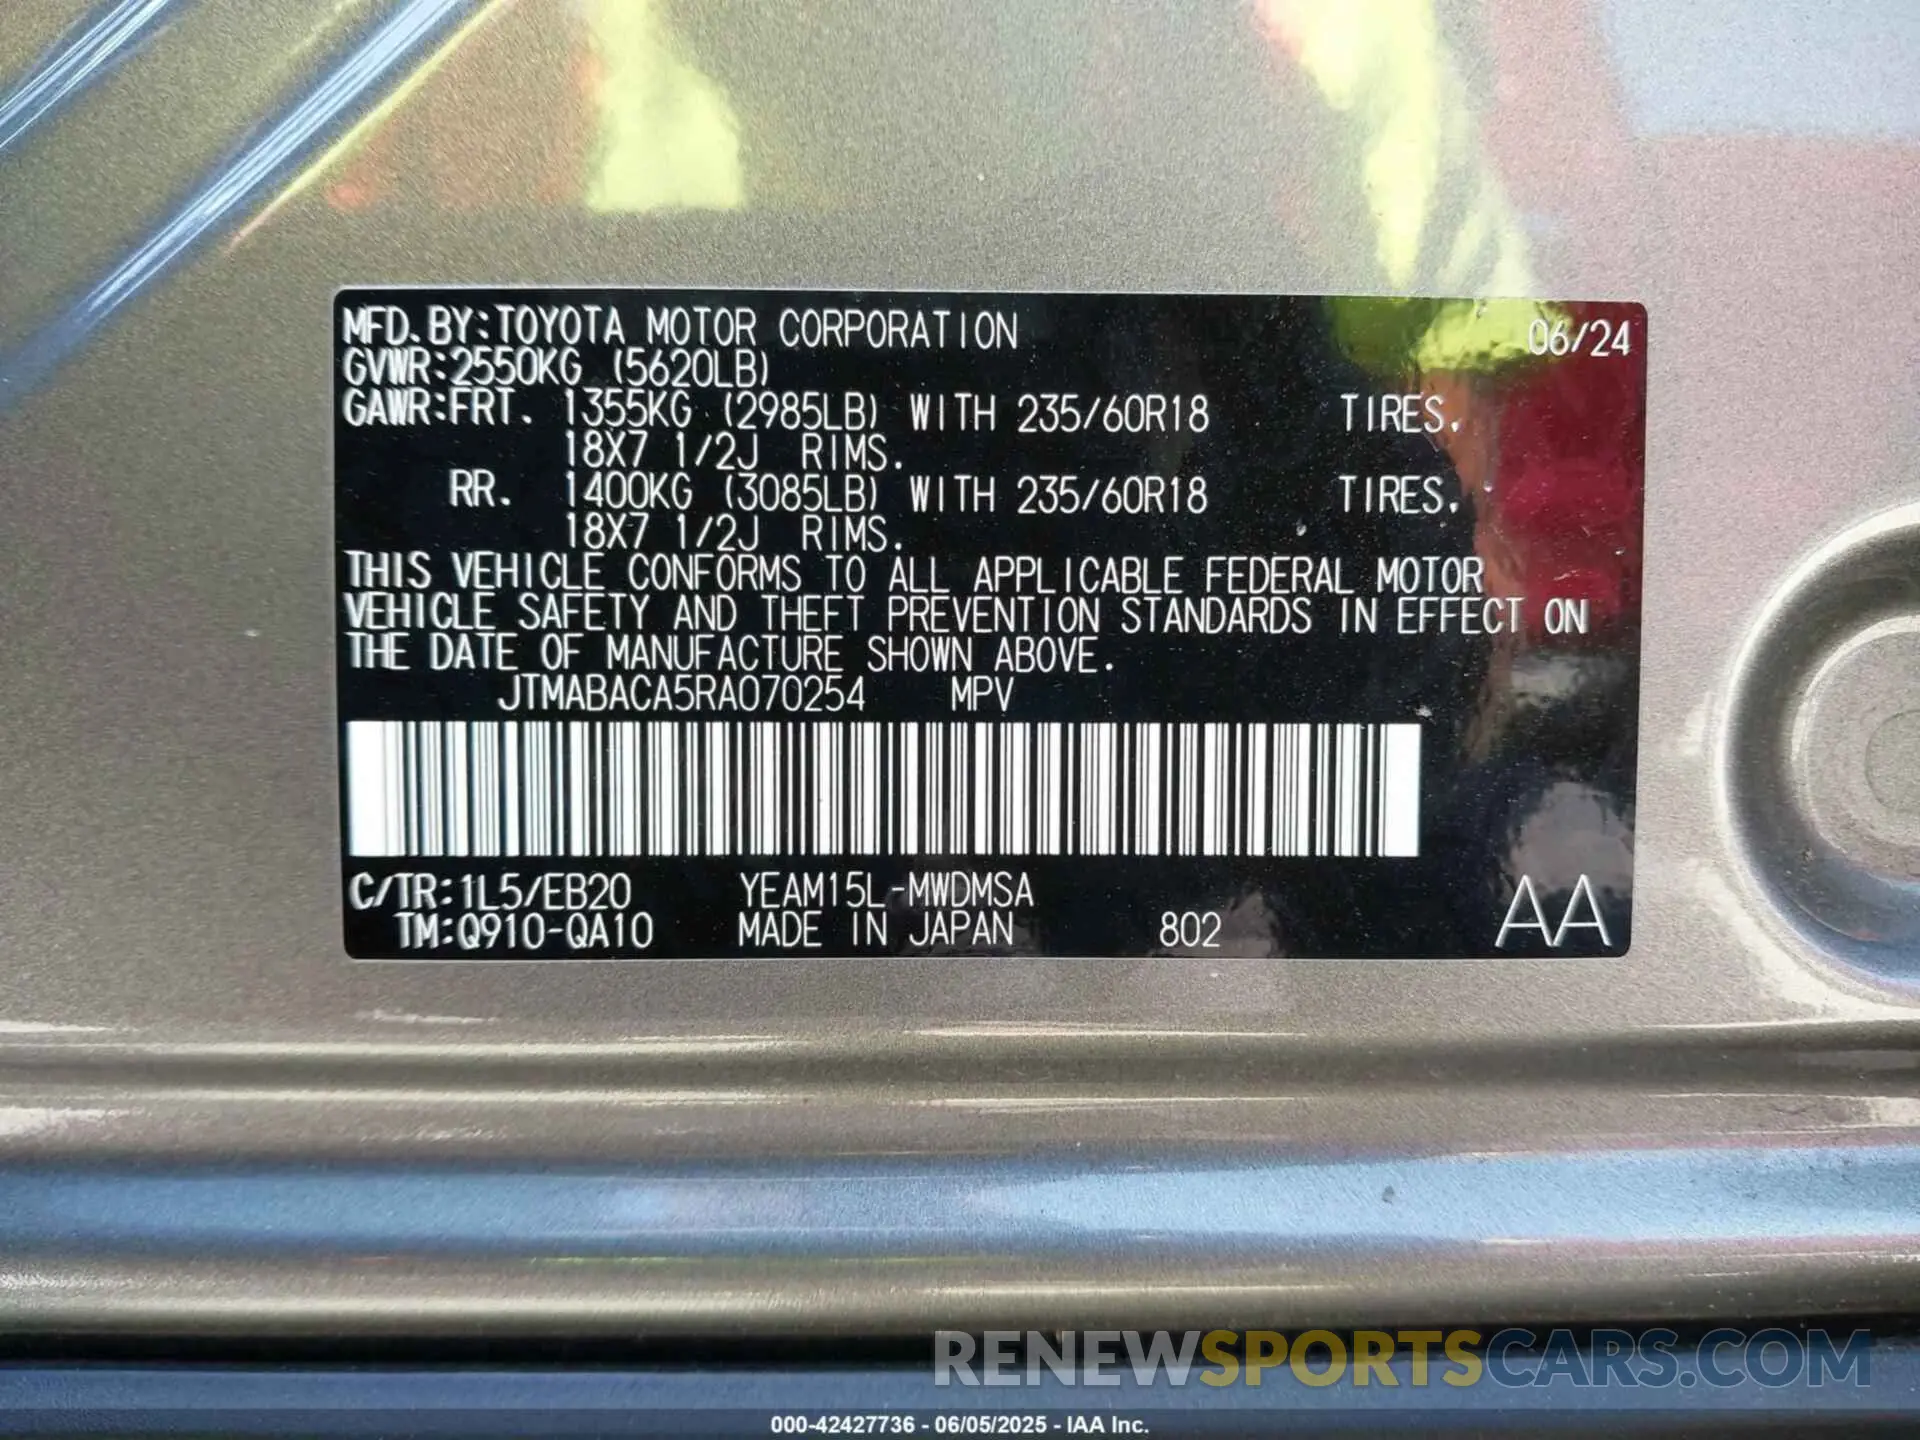 MFD.BY:TOYOTA MOTOR CORPORATION 06/24
GVWR:2550KG (5620LB)
GAWR:FRT. 1355KG (2985LB) WITH 235/60R18 TIRES.
18X7 1/2J RIMS.
RR. 1400KG (3085LB) WITH 235/60R18 TIRES.
18X7 1/2J RIMS.
THIS VEHICLE CONFORMS TO ALL APPLICABLE FEDERAL MOTOR
VEHICLE SAFETY AND THEFT PREVENTION STANDARDS IN EFFECT ON
THE DATE OF MANUFACTURE SHOWN ABOVE.
JTMABACA5RA070254 MPV
C/TR:1L5/EB20 YEAM15L-MWDMSA
TM:Q910-QA10 MADE IN JAPAN 802 AA
RENEWSPORTSCARS.COM
000-42427736 - 06/05/2025 - IAA Inc.